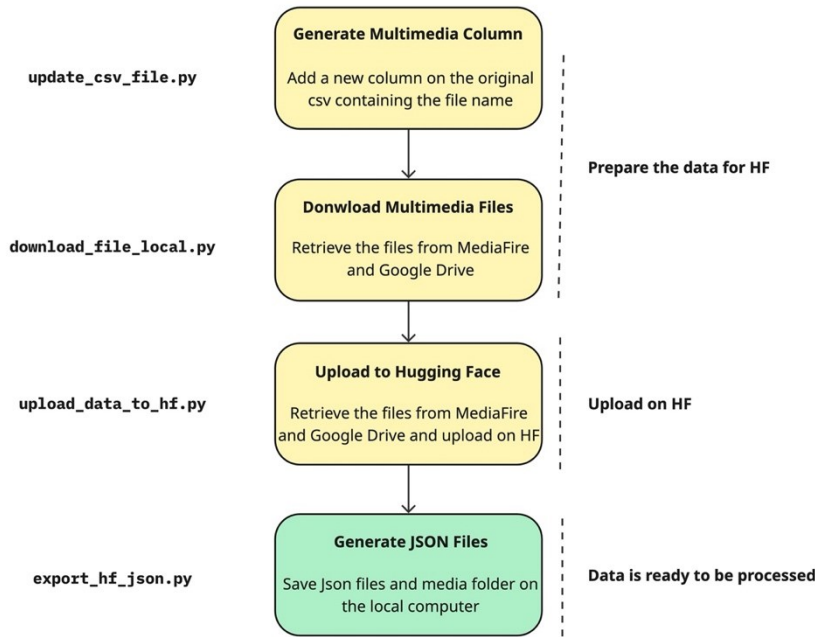 Generate Multimedia Column
update_csv_file.py
Add a new column on the original
csv containing the file name
Prepare the data for HF
Donwload Multimedia Files
download_file_local.py
Retrieve the files from MediaFire
and Google Drive
Upload to Hugging Face
upload_data_to_hf.py
Retrieve the files from MediaFire
and Google Drive and upload on HF
Upload on HF
Generate JSON Files
export_hf_json.py
Save Json files and media folder on
the local computer
Data is ready to be processed